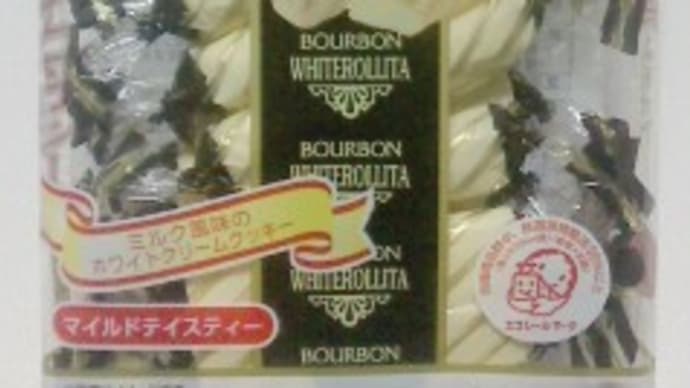 BOURBON
WHITEROLLITA
BOURBON
WHITEROLLITA
BOURBON
WHITEROLLITA
BOURBON
ミルク風味の
ホワイトクリームクッキー
マイルドテイスティー
エコレールマーク